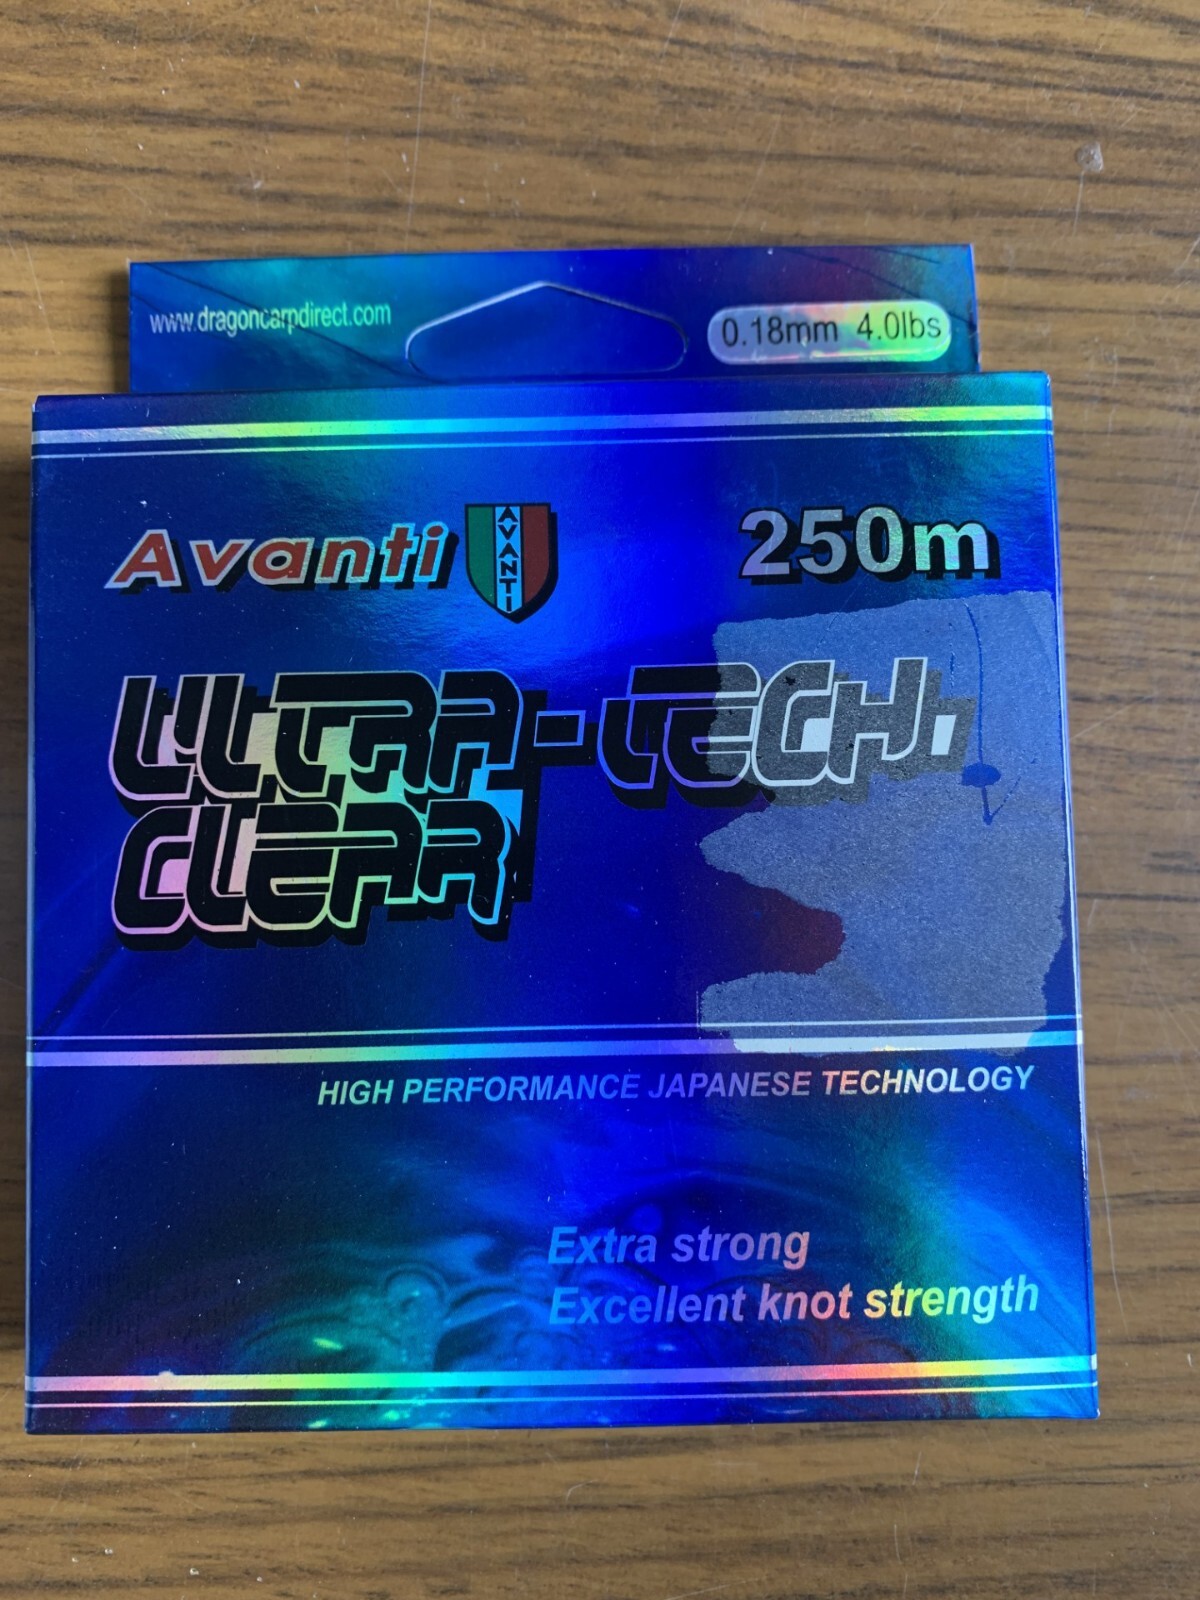 www.dragoncarpdirect.com
0.18mm 4.0lbs
Avanti
AVANTI
250m
ULTRA-TECH
CLEAR
HIGH PERFORMANCE JAPANESE TECHNOLOGY
Extra strong
Excellent knot strength